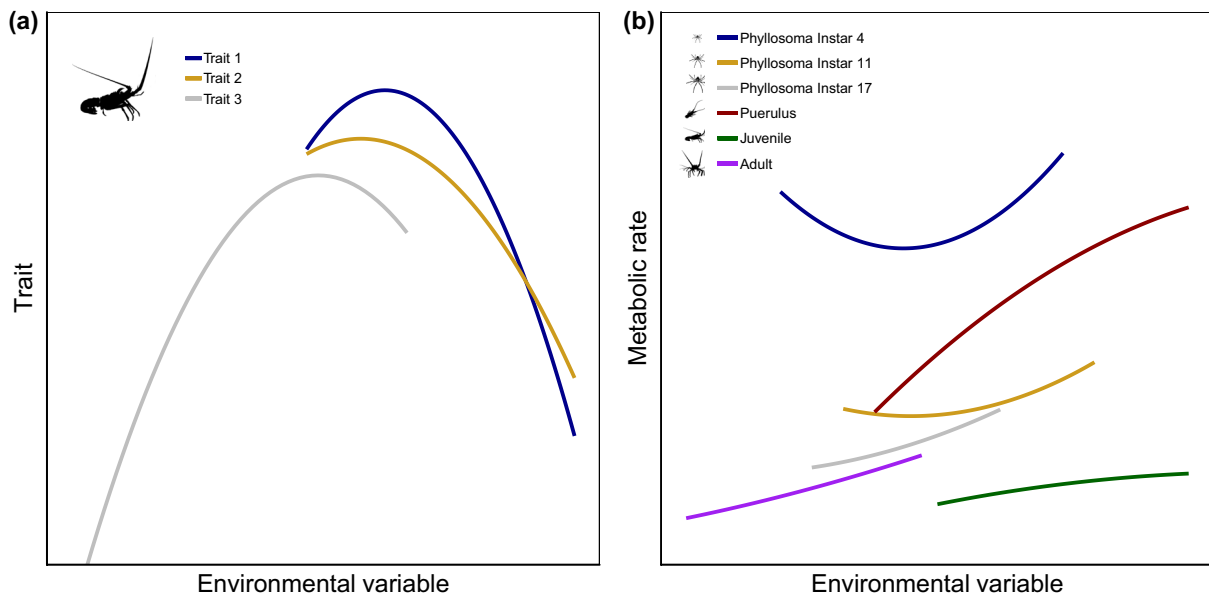 (a)
Trait 1
Trait 2
Trait 3
Trait
Environmental variable
(b)
Phyllosoma Instar 4
Phyllosoma Instar 11
Phyllosoma Instar 17
Puerulus
Juvenile
Adult
Metabolic rate
Environmental variable